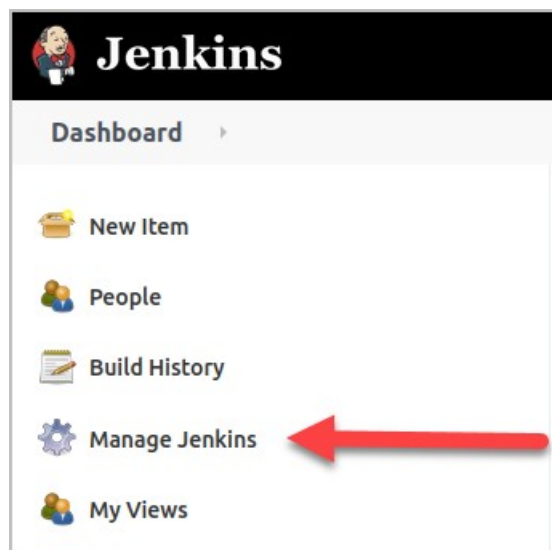 Jenkins
Dashboard
New Item
People
Build History
Manage Jenkins
My Views